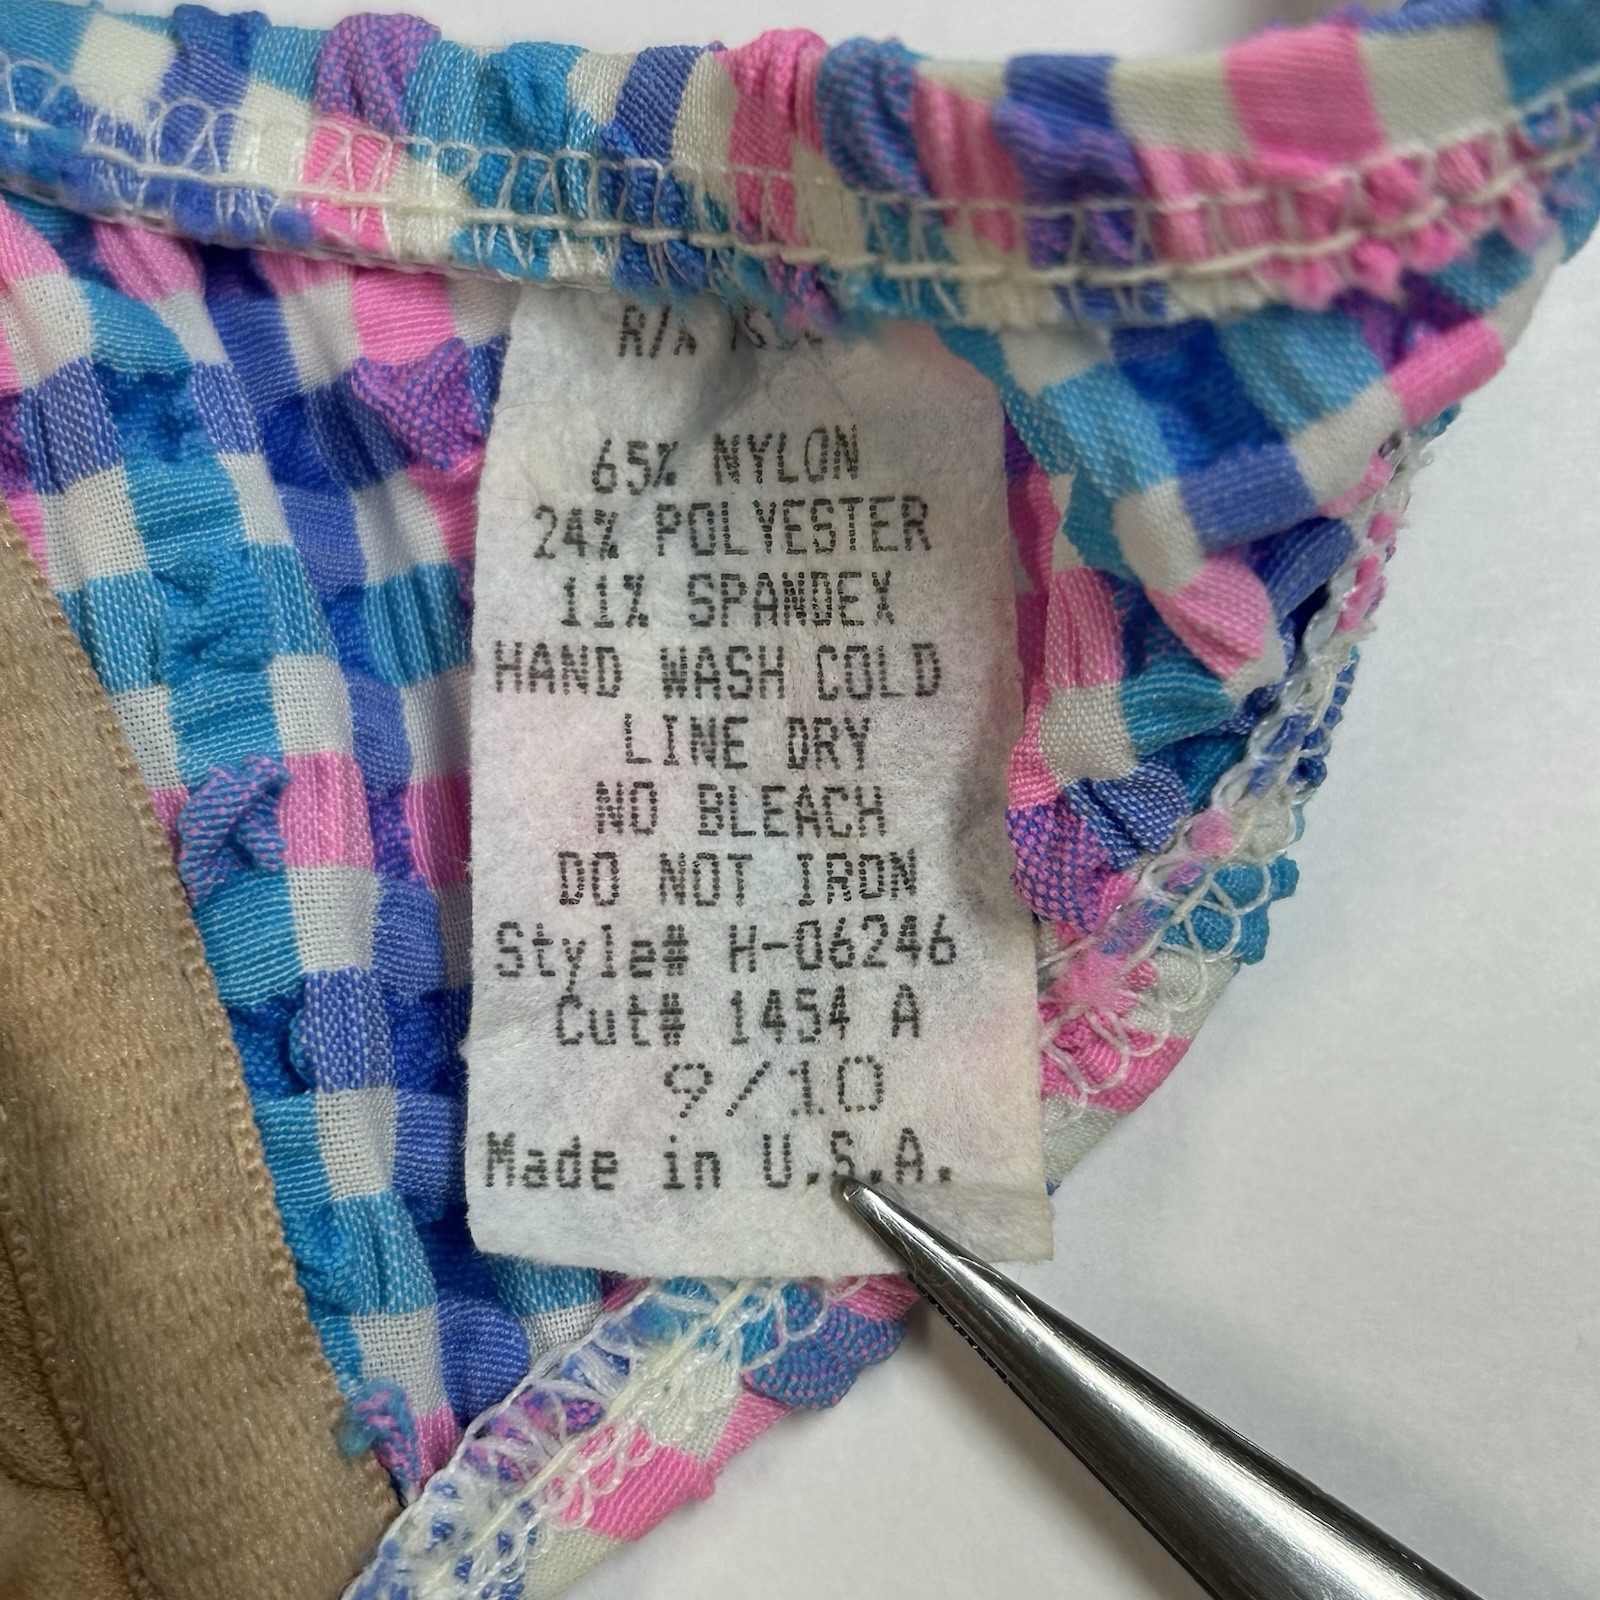 65% NYLON
24% POLYESTER
11% SPANDEX
HAND WASH COLD
LINE DRY
NO BLEACH
DO NOT IRON
Style# H-06246
Cut# 1454 A
9/10
Made in U.S.A.